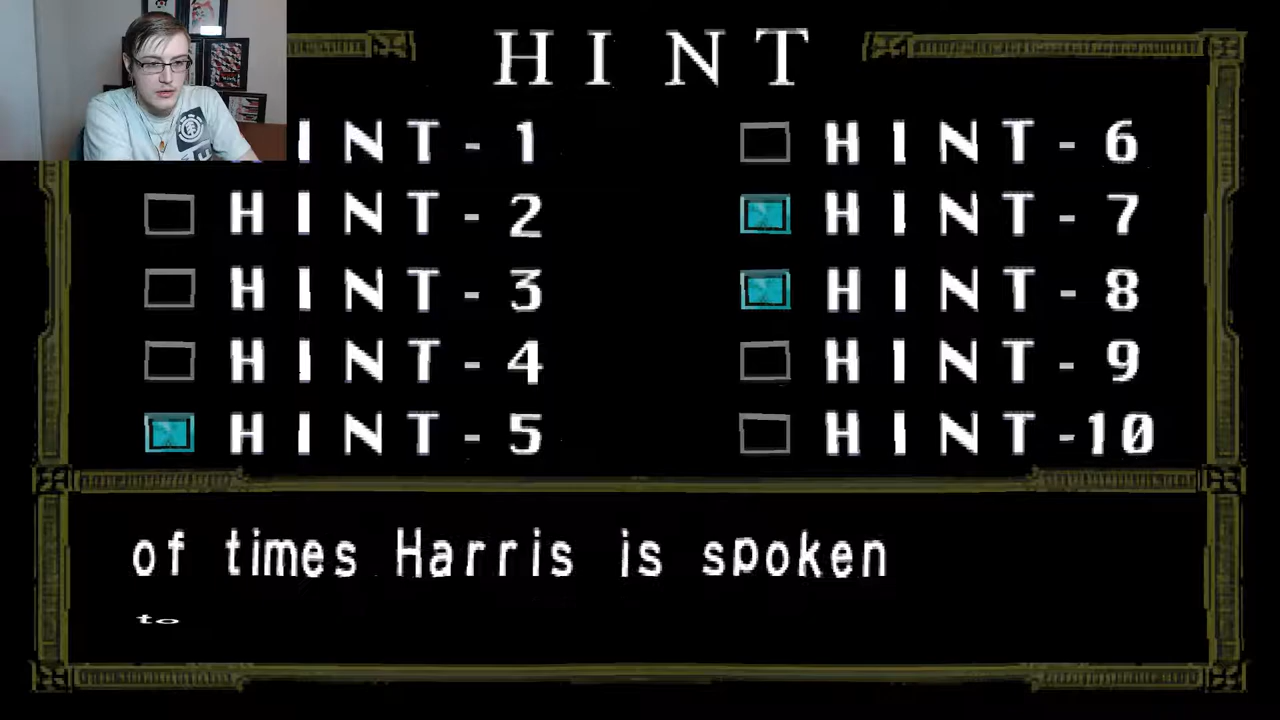 HINT
INT-1
HINT-2
HINT-3
HINT-4
HINT-5
HINT-6
HINT-7
HINT-8
HINT-9
HINT-10
of times Harris is spoken
to